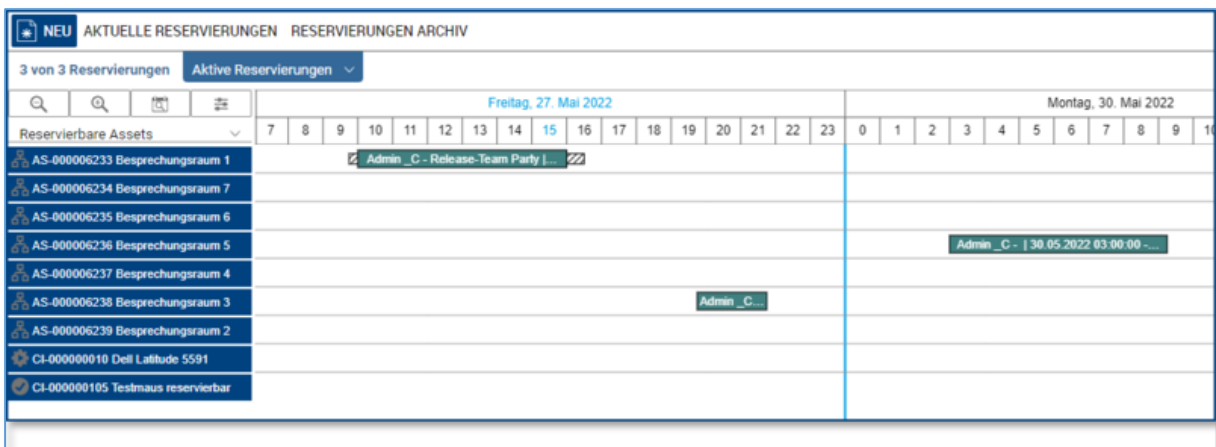 NEU AKTUELLE RESERVIERUNGEN RESERVIERUNGEN ARCHIV
3 von 3 Reservierungen Aktive Reservierungen
Freitag, 27. Mai 2022 Montag, 30. Mai 2022
Reservierbare Assets 7 8 9 10 11 12 13 14 15 16 17 18 19 20 21 22 23 0 1 2 3 4 5 6 7 8 9 10
AS-000006233 Besprechungsraum 1 Admin _C - Release-Team Party |...
AS-000006234 Besprechungsraum 7
AS-000006235 Besprechungsraum 6
AS-000006236 Besprechungsraum 5 Admin _C - | 30.05.2022 03:00:00 -...
AS-000006237 Besprechungsraum 4
AS-000006238 Besprechungsraum 3 Admin _C...
AS-000006239 Besprechungsraum 2
CI-000000010 Dell Latitude 5591
CI-000000105 Testmaus reservierbar